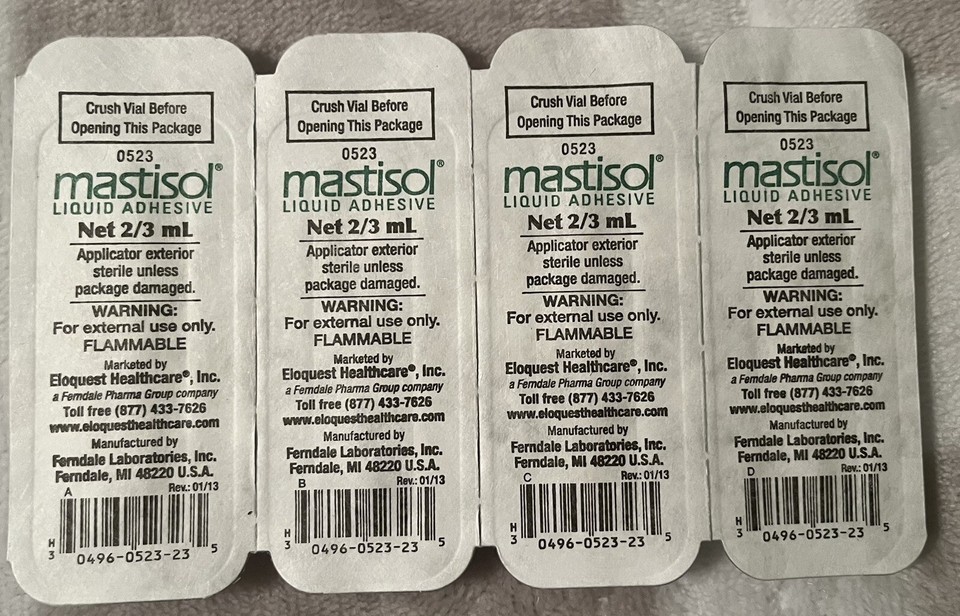 Crush Vial Before
Opening This Package
0523
mastisol®
LIQUID ADHESIVE
Net 2/3 mL
Applicator exterior
sterile unless
package damaged.
WARNING:
For external use only.
FLAMMABLE
Marketed by
Eloquest Healthcare®, Inc.
a Ferndale Pharma Group company
Toll free (877) 433-7626
www.eloquesthealthcare.com
Manufactured by
Ferndale Laboratories, Inc.
Ferndale, MI 48220 U.S.A.
A Rev.: 01/13
H
3 0496-0523-23 5
Crush Vial Before
Opening This Package
0523
mastisol®
LIQUID ADHESIVE
Net 2/3 mL
Applicator exterior
sterile unless
package damaged.
WARNING:
For external use only.
FLAMMABLE
Marketed by
Eloquest Healthcare®, Inc.
a Ferndale Pharma Group company
Toll free (877) 433-7626
www.eloquesthealthcare.com
Manufactured by
Ferndale Laboratories, Inc.
Ferndale, MI 48220 U.S.A.
B Rev.: 01/13
H
3 0496-0523-23 5
Crush Vial Before
Opening This Package
0523
mastisol®
LIQUID ADHESIVE
Net 2/3 mL
Applicator exterior
sterile unless
package damaged.
WARNING:
For external use only.
FLAMMABLE
Marketed by
Eloquest Healthcare®, Inc.
a Ferndale Pharma Group company
Toll free (877) 433-7626
www.eloquesthealthcare.com
Manufactured by
Ferndale Laboratories, Inc.
Ferndale, MI 48220 U.S.A.
C Rev.: 01/13
H
3 0496-0523-23 5
Crush Vial Before
Opening This Package
0523
mastisol®
LIQUID ADHESIVE
Net 2/3 mL
Applicator exterior
sterile unless
package damaged.
WARNING:
For external use only.
FLAMMABLE
Marketed by
Eloquest Healthcare®, Inc.
a Ferndale Pharma Group company
Toll free (877) 433-7626
www.eloquesthealthcare.com
Manufactured by
Ferndale Laboratories, Inc.
Ferndale, MI 48220 U.S.A.
D Rev.: 01/13
H
3 0496-0523-23 5